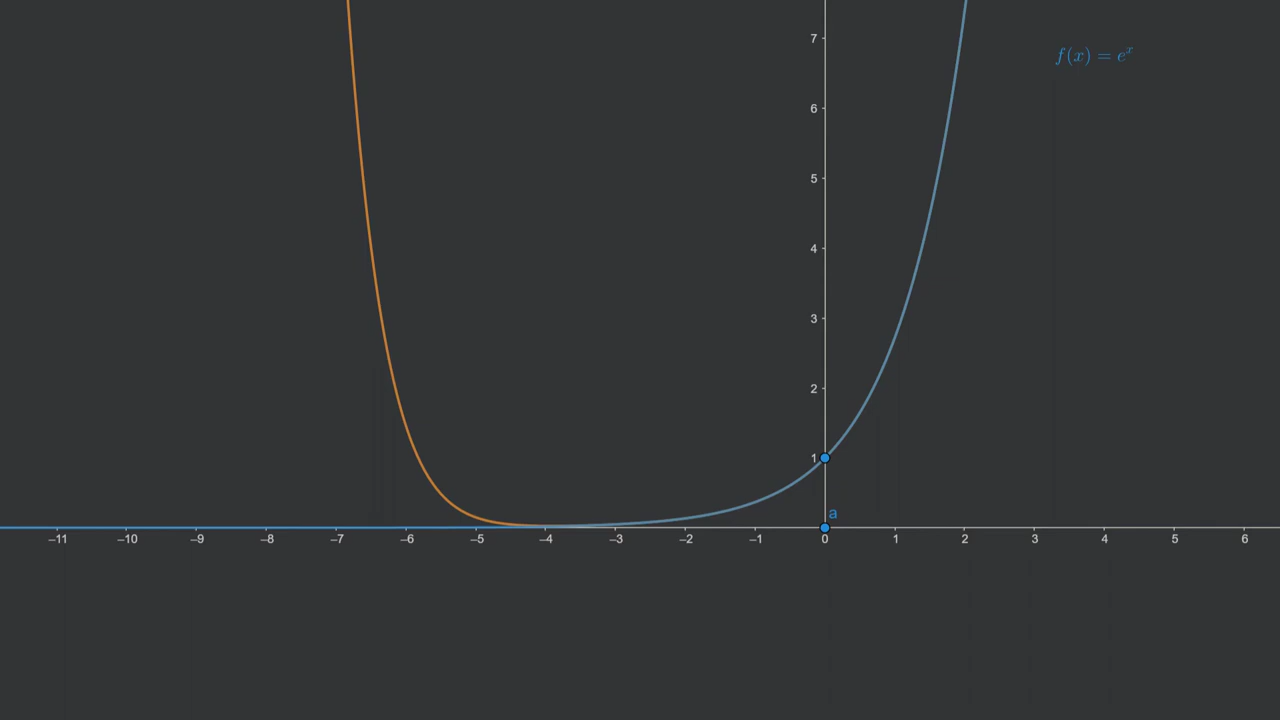 7
f(x) = eˣ
6
5
4
3
2
1
a
–11 –10 –9 –8 –7 –6 –5 –4 –3 –2 –1 0 1 2 3 4 5 6